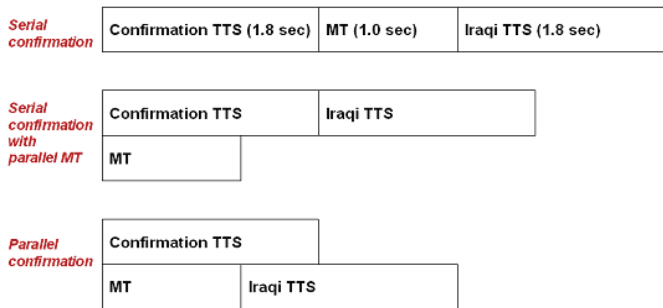 Serial
confirmation
Confirmation TTS (1.8 sec)
MT (1.0 sec)
Iraqi TTS (1.8 sec)
Serial
confirmation
with
parallel MT
Confirmation TTS
Iraqi TTS
MT
Parallel
confirmation
Confirmation TTS
MT
Iraqi TTS